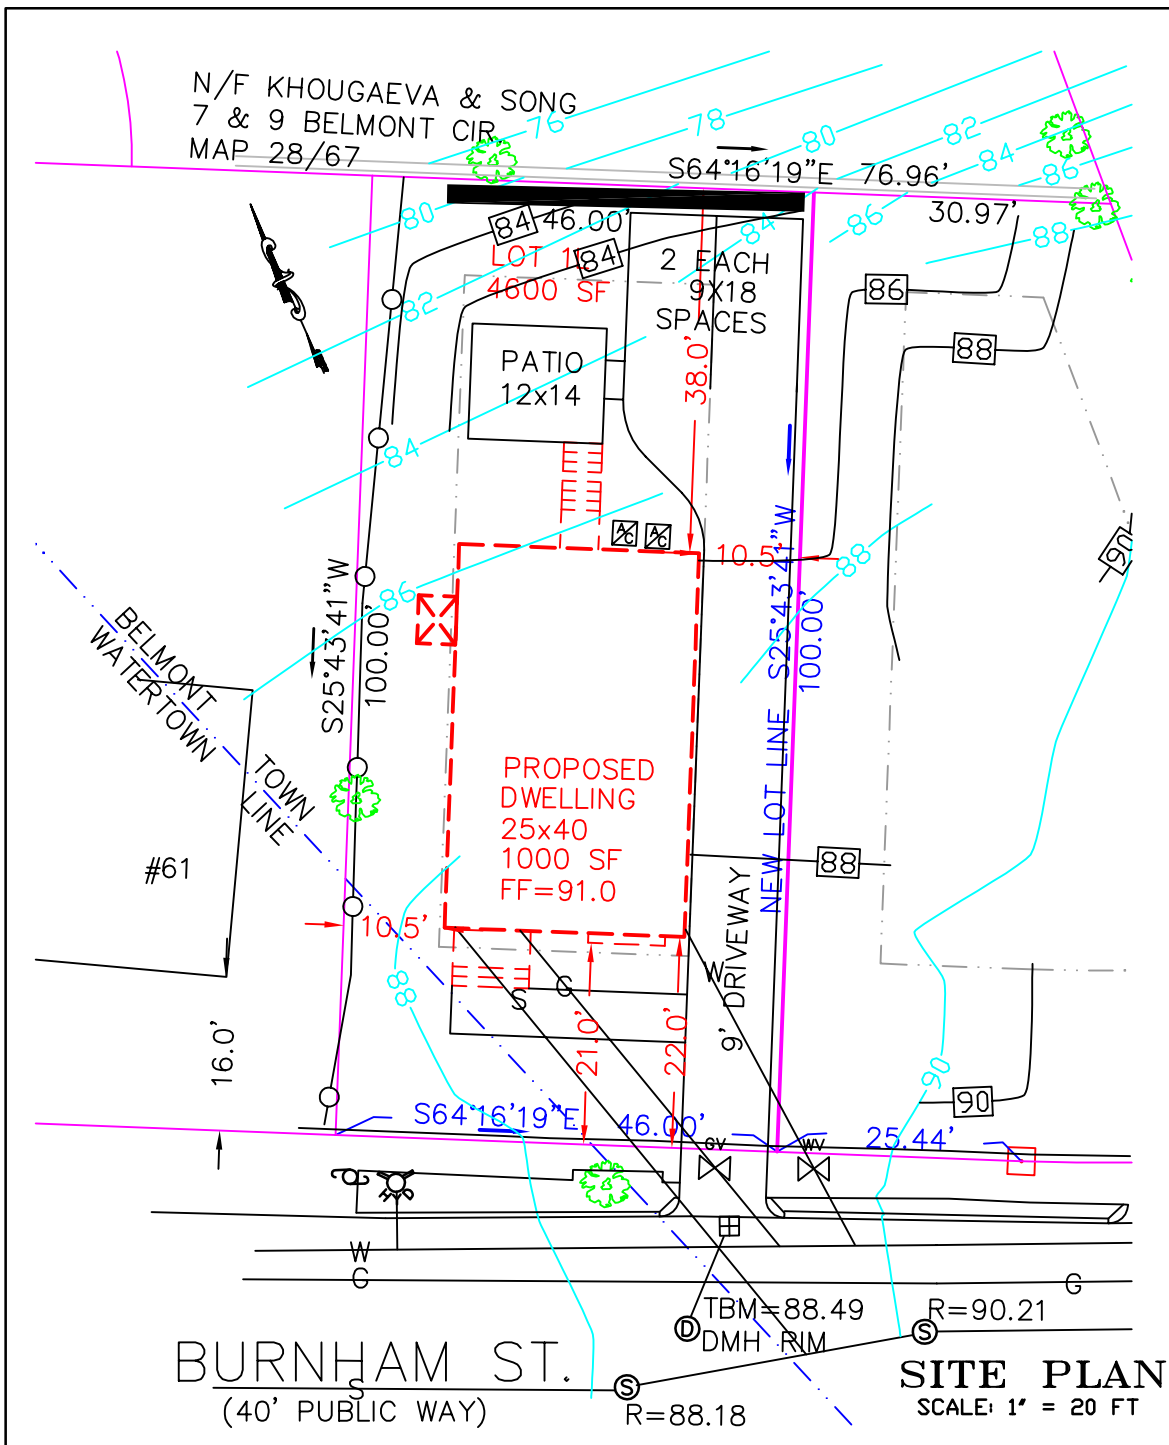 N/F KHOUGAEVA & SONG
7 & 9 BELMONT CIR
MAP 28/67
76
78
80
82
84
86
88
S64°16'19"E 76.96'
30.97'
80
82
84
86
84
86
88
84
46.00'
84
LOT 1
4600 SF
2 EACH
9X18
SPACES
86
88
90
PATIO
12x14
38.0'
A/C
A/C
10.5'
88
S25°43'41"W
100.00'
NEW LOT LINE S25°43'41"W
100.00'
BELMONT
WATERTOWN
TOWN
LINE
#61
PROPOSED
DWELLING
25x40
1000 SF
FF=91.0
10.5'
88
S
G
W
9' DRIVEWAY
21.0'
22.0'
16.0'
90
90
S64°16'19"E 46.00'
25.44'
GV
WV
W
G
G
TBM=88.49
DMH RIM
D
R=90.21
S
BURNHAM ST.
(40' PUBLIC WAY)
S
S
R=88.18
SITE PLAN
SCALE: 1" = 20 FT